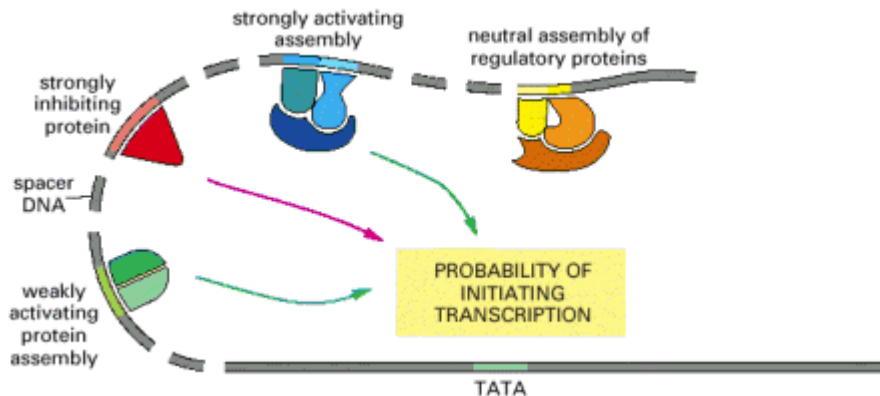 strongly activating
assembly
neutral assembly of
regulatory proteins
strongly
inhibiting
protein
spacer
DNA
weakly
activating
protein
assembly
PROBABILITY OF
INITIATING
TRANSCRIPTION
TATA